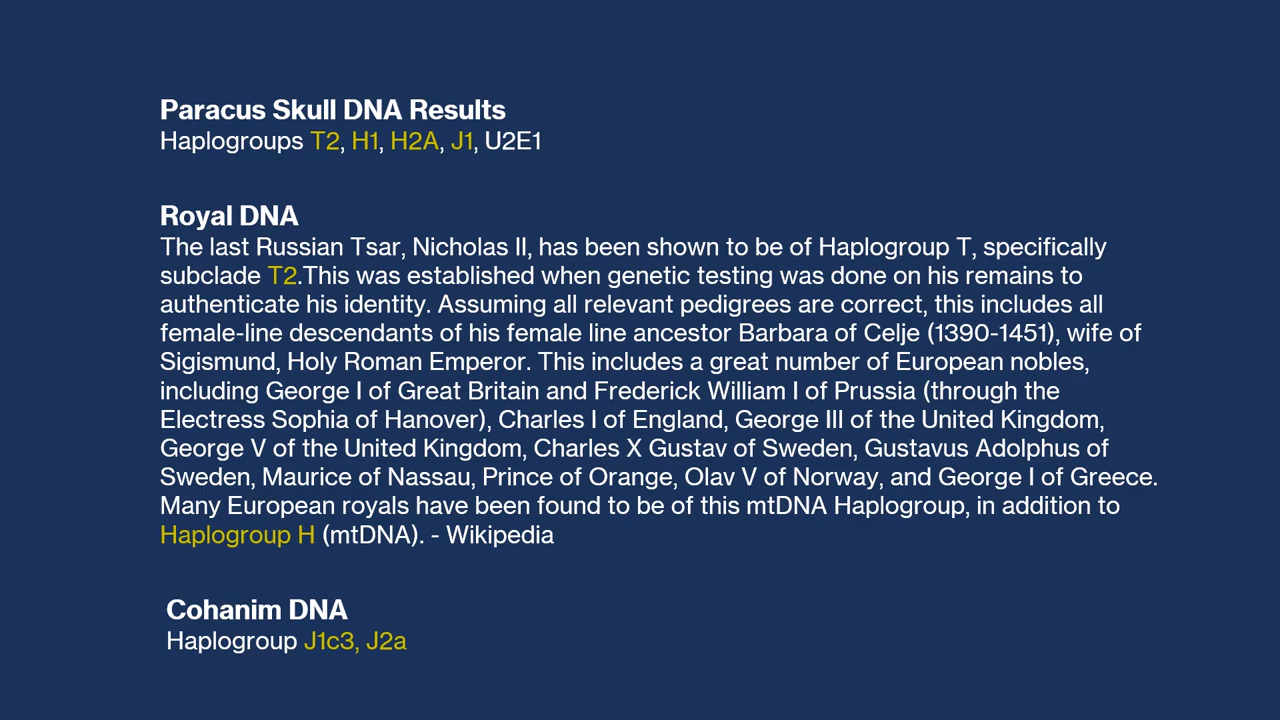 Paracus Skull DNA Results
Haplogroups T2, H1, H2A, J1, U2E1
Royal DNA
The last Russian Tsar, Nicholas II, has been shown to be of Haplogroup T, specifically
subclade T2.This was established when genetic testing was done on his remains to
authenticate his identity. Assuming all relevant pedigrees are correct, this includes all
female-line descendants of his female line ancestor Barbara of Celje (1390-1451), wife of
Sigismund, Holy Roman Emperor. This includes a great number of European nobles,
including George I of Great Britain and Frederick William I of Prussia (through the
Electress Sophia of Hanover), Charles I of England, George III of the United Kingdom,
George V of the United Kingdom, Charles X Gustav of Sweden, Gustavus Adolphus of
Sweden, Maurice of Nassau, Prince of Orange, Olav V of Norway, and George I of Greece.
Many European royals have been found to be of this mtDNA Haplogroup, in addition to
Haplogroup H (mtDNA). - Wikipedia
Cohanim DNA
Haplogroup J1c3, J2a